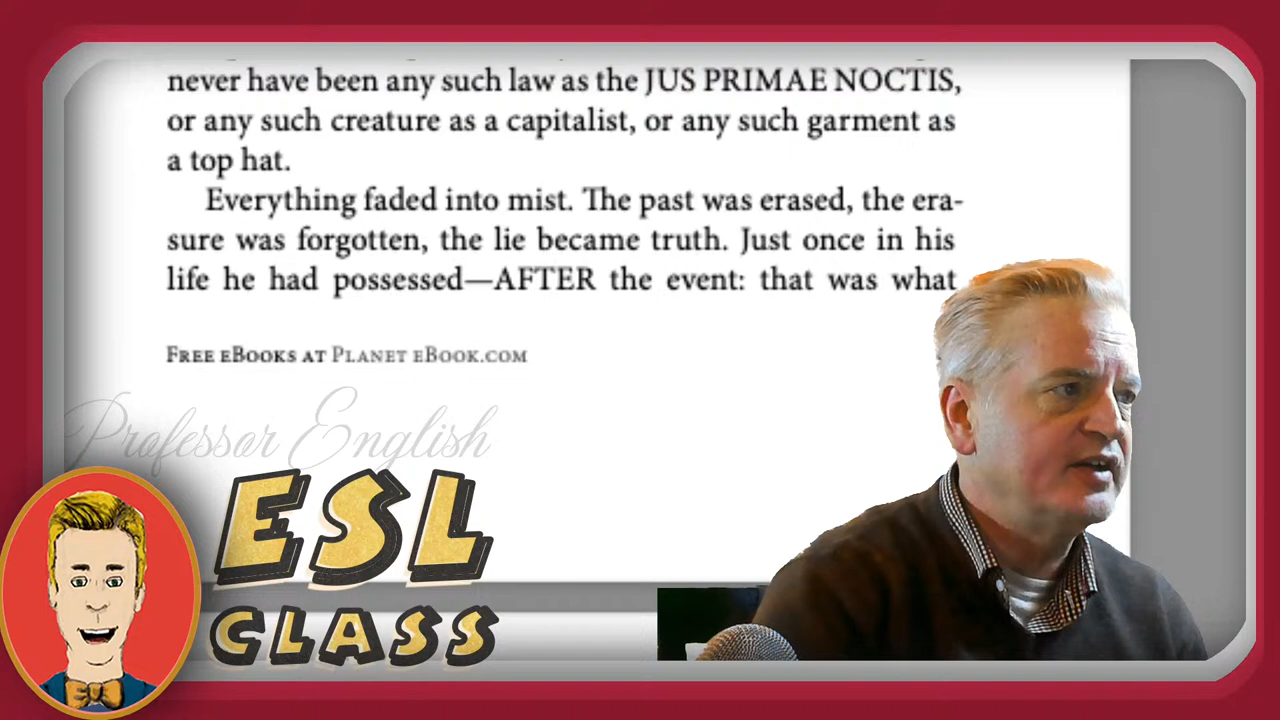 never have been any such law as the JUS PRIMAE NOCTIS,
or any such creature as a capitalist, or any such garment as
a top hat.
Everything faded into mist. The past was erased, the era-
sure was forgotten, the lie became truth. Just once in his
life he had possessed—AFTER the event: that was what
FREE EBOOKS AT PLANET EBOOK.COM
Professor English
ESL
CLASS